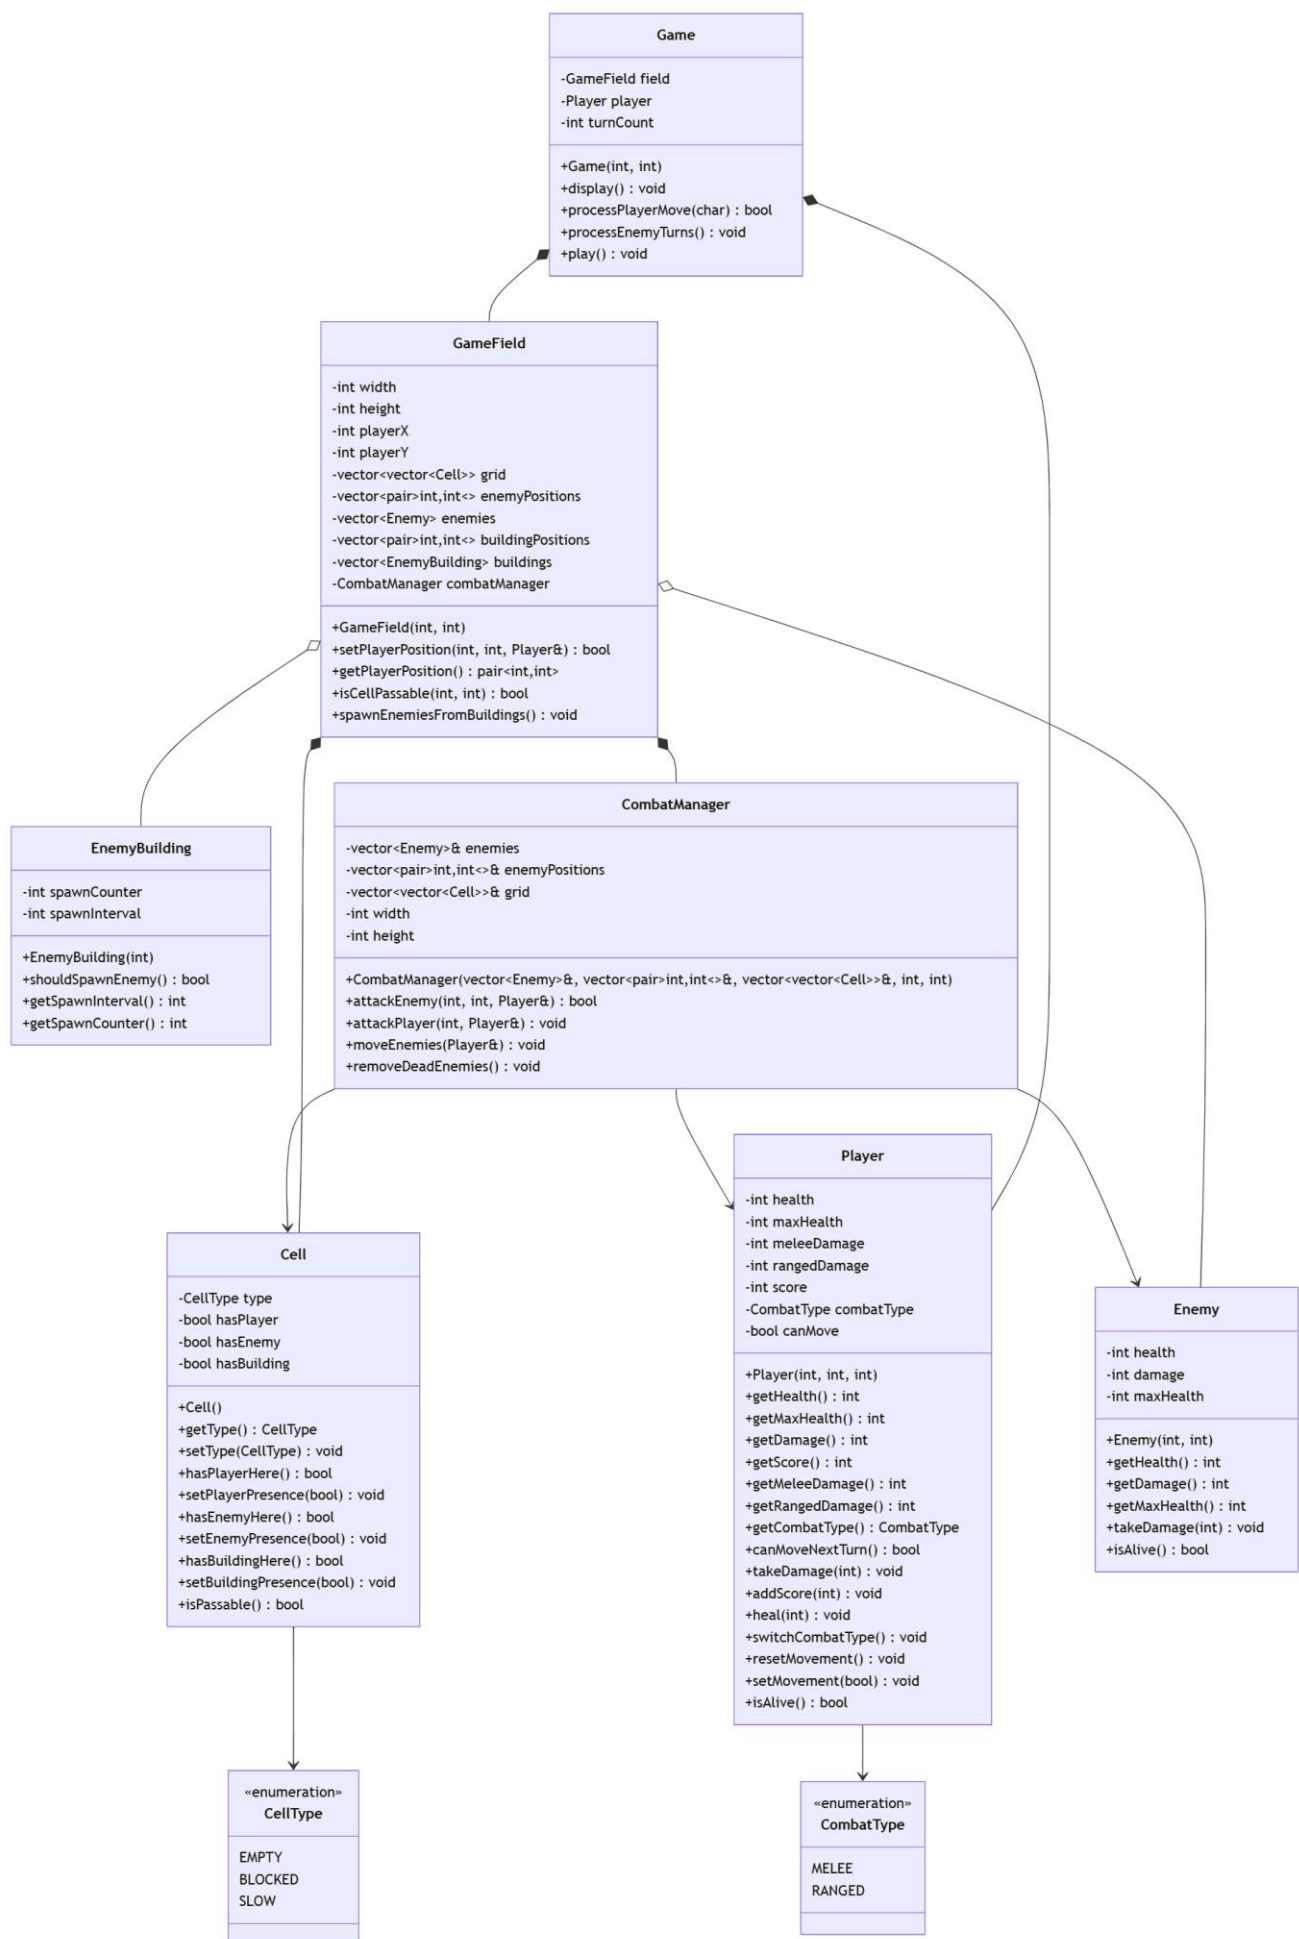 Game
-GameField field
-Player player
-int turnCount
+Game(int, int)
+display() : void
+processPlayerMove(char) : bool
+processEnemyTurns() : void
+play() : void
GameField
-int width
-int height
-int playerX
-int playerY
-vector<vector<Cell>> grid
-vector<pair>int,int<> enemyPositions
-vector<Enemy> enemies
-vector<pair>int,int<> buildingPositions
-vector<EnemyBuilding> buildings
-CombatManager combatManager
+GameField(int, int)
+setPlayerPosition(int, int, Player&) : bool
+getPlayerPosition() : pair<int,int>
+isCellPassable(int, int) : bool
+spawnEnemiesFromBuildings() : void
EnemyBuilding
-int spawnCounter
-int spawnInterval
+EnemyBuilding(int)
+shouldSpawnEnemy() : bool
+getSpawnInterval() : int
+getSpawnCounter() : int
CombatManager
-vector<Enemy>& enemies
-vector<pair>int,int<>& enemyPositions
-vector<vector<Cell>>& grid
-int width
-int height
+CombatManager(vector<Enemy>&, vector<pair>int,int<>&, vector<vector<Cell>>&, int, int)
+attackEnemy(int, int, Player&) : bool
+attackPlayer(int, Player&) : void
+moveEnemies(Player&) : void
+removeDeadEnemies() : void
Cell
-CellType type
-bool hasPlayer
-bool hasEnemy
-bool hasBuilding
+Cell()
+getType() : CellType
+setType(CellType) : void
+hasPlayerHere() : bool
+setPlayerPresence(bool) : void
+hasEnemyHere() : bool
+setEnemyPresence(bool) : void
+hasBuildingHere() : bool
+setBuildingPresence(bool) : void
+isPassable() : bool
Player
-int health
-int maxHealth
-int meleeDamage
-int rangedDamage
-int score
-CombatType combatType
-bool canMove
+Player(int, int, int)
+getHealth() : int
+getMaxHealth() : int
+getDamage() : int
+getScore() : int
+getMeleeDamage() : int
+getRangedDamage() : int
+getCombatType() : CombatType
+canMoveNextTurn() : bool
+takeDamage(int) : void
+addScore(int) : void
+heal(int) : void
+switchCombatType() : void
+resetMovement() : void
+setMovement(bool) : void
+isAlive() : bool
Enemy
-int health
-int damage
-int maxHealth
+Enemy(int, int)
+getHealth() : int
+getDamage() : int
+getMaxHealth() : int
+takeDamage(int) : void
+isAlive() : bool
«enumeration»
CellType
EMPTY
BLOCKED
SLOW
«enumeration»
CombatType
MELEE
RANGED